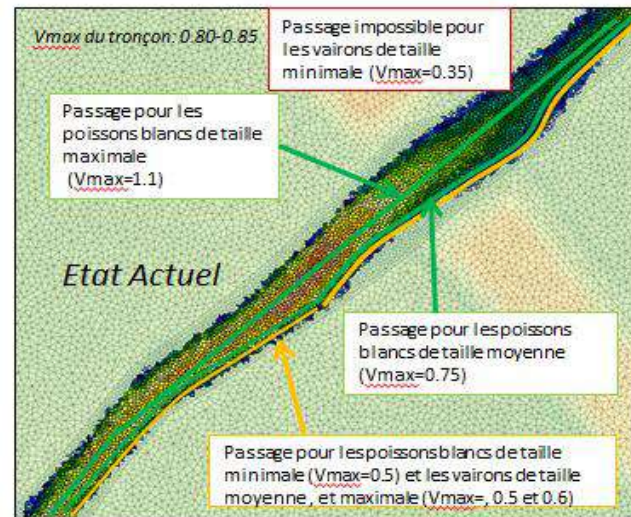 Vmax du tronçon: 0.80-0.85
Passage impossible pour
les vairons de taille
minimale (Vmax=0.35)
Passage pour les
poissons blancs de taille
maximale
(Vmax=1.1)
Etat Actuel
Passage pour les poissons
blancs de taille moyenne
(Vmax=0.75)
Passage pour les poissons blancs de taille
minimale (Vmax=0.5) et les vairons de taille
moyenne, et maximale (Vmax=, 0.5 et 0.6)